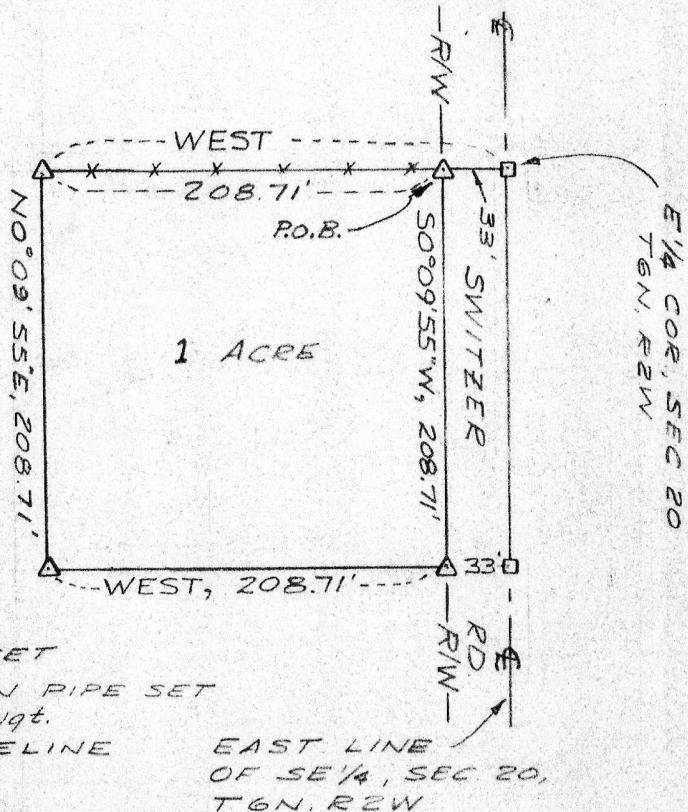 ℄
R/W
WEST
208.71'
P.O.B.
33'
E 1/4 COR., SEC 20
T6N, R2W
N0°09'55"E, 208.71'
1 ACRE
S0°09'55"W, 208.71'
SWITZER
WEST, 208.71'
33'
RD.
℄
R/W
PIPE SET
EAST LINE
OF SE 1/4, SEC. 20,
T6N, R2W